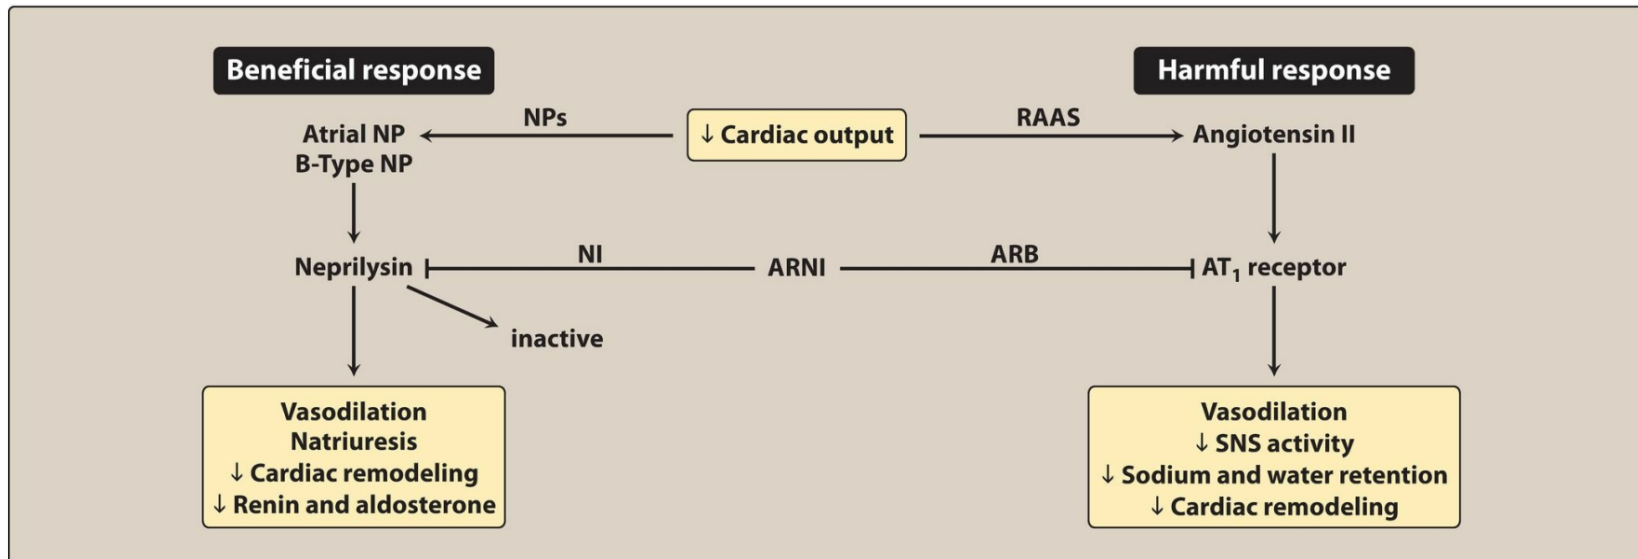 Beneficial response
Harmful response
NPs
RAAS
Atrial NP
B-Type NP
↓ Cardiac output
Angiotensin II
Neprilysin
NI
ARNI
ARB
AT₁ receptor
inactive
Vasodilation
Natriuresis
↓ Cardiac remodeling
↓ Renin and aldosterone
Vasodilation
↓ SNS activity
↓ Sodium and water retention
↓ Cardiac remodeling